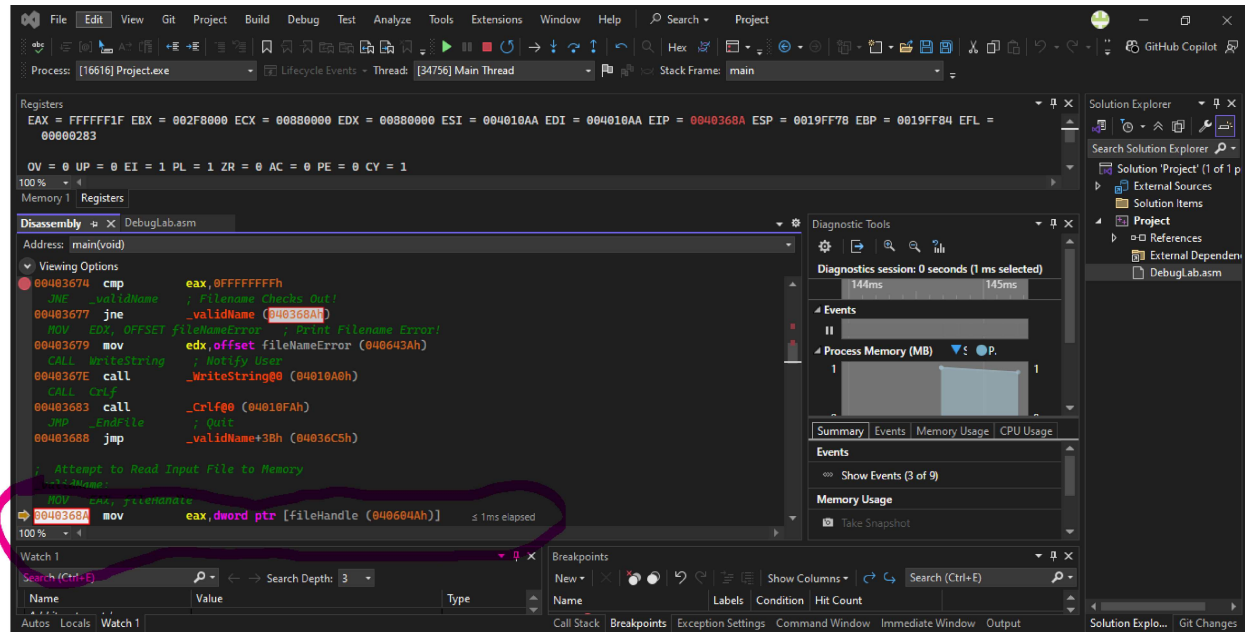 File Edit View Git Project Build Debug Test Analyze Tools Extensions Window Help Search Project
Hex GitHub Copilot
Process: [16616] Project.exe Lifecycle Events Thread: [34756] Main Thread Stack Frame: main
Registers
EAX = FFFFFF1F EBX = 002F8000 ECX = 00880000 EDX = 00880000 ESI = 004010AA EDI = 004010AA EIP = 0040368A ESP = 0019FF78 EBP = 0019FF84 EFL =
00000283
OV = 0 UP = 0 EI = 1 PL = 1 ZR = 0 AC = 0 PE = 0 CY = 1
100 %
Memory 1 Registers
Disassembly DebugLab.asm
Address: main(void)
Viewing Options
00403674 cmp eax,0FFFFFFFFh
JNE _validName ; Filename Checks Out!
00403677 jne _validName (040368Ah)
MOV EDX, OFFSET fileNameError ; Print Filename Error!
00403679 mov edx,offset fileNameError (040643Ah)
CALL WriteString ; Notify User
0040367E call _WriteString@0 (04010A0h)
CALL CrLf
00403683 call _Crlf@0 (04010FAh)
JMP _EndFile ; Quit
00403688 jmp _validName+3Bh (04036C5h)
; Attempt to Read Input File to Memory
_validName:
MOV EAX, fileHandle
0040368A mov eax,dword ptr [fileHandle (040604Ah)] ≤ 1ms elapsed
100 %
Watch 1
Search (Ctrl+E) Search Depth: 3
Name Value Type
Autos Locals Watch 1
Diagnostic Tools
Diagnostics session: 0 seconds (1 ms selected)
144ms 145ms
Events
Process Memory (MB) P.
1 1
Summary Events Memory Usage CPU Usage
Events
Show Events (3 of 9)
Memory Usage
Take Snapshot
Breakpoints
New Show Columns Search (Ctrl+E)
Name Labels Condition Hit Count
Call Stack Breakpoints Exception Settings Command Window Immediate Window Output
Solution Explorer
Search Solution Explorer
Solution 'Project' (1 of 1 p
External Sources
Solution Items
Project
References
External Dependen
DebugLab.asm
Solution Explo... Git Changes